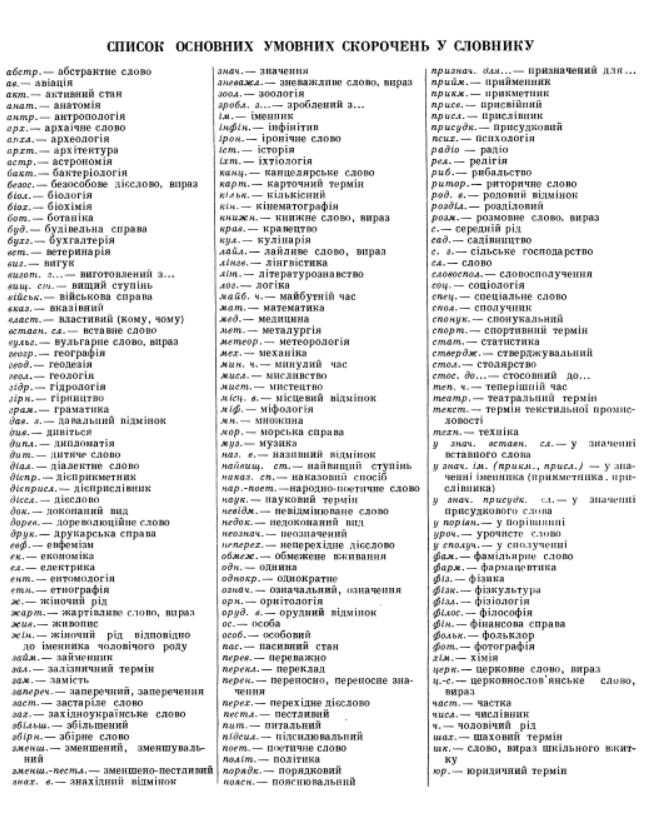 СПИСОК ОСНОВНИХ УМОВНИХ СКОРОЧЕНЬ У СЛОВНИКУ
абстр.— абстрактне слово
ав.— авіація
акт.— активний стан
анат.— анатомія
антр.— антропологія
арх.— архаїчне слово
архл.— археологія
архт.— архітектура
астр.— астрономія
бакт.— бактеріологія
безос.— безособове дієслово, вираз
біол.— біологія
біох.— біохімія
бот.— ботаніка
буд.— будівельна справа
бухг.— бухгалтерія
вет.— ветеринарія
виг.— вигук
вигот. з...— виготовлений з...
вищ. ст.— вищий ступінь
військ.— військова справа
вказ.— вказівний
власт.— властивий (кому, чому)
вставн. сл.— вставне слово
вульг.— вульгарне слово, вираз
геогр.— географія
геод.— геодезія
геол.— геологія
гідр.— гідрологія
гірн.— гірництво
грам.— граматика
дав. в.— давальний відмінок
див.— дивіться
дипл.— дипломатія
дит.— дитяче слово
діал.— діалектне слово
дієпр.— дієприкметник
дієприсл.— дієприслівник
дієсл.— дієслово
док.— доконаний вид
дорев.— дореволюційне слово
друк.— друкарська справа
евф.— евфемізм
ек.— економіка
ел.— електрика
ент.— ентомологія
етн.— етнографія
ж.— жіночий рід
жарт.— жартівливе слово, вираз
жив.— живопис
жін.— жіночий рід відповідно
до іменника чоловічого роду
займ.— займенник
зал.— залізничний термін
зам.— замість
запереч.— заперечний, заперечення
заст.— застаріле слово
зах.— західноукраїнське слово
збільш.— збільшений
збірн.— збірне слово
зменш.— зменшений, зменшуваль-
ний
зменш.-пестл.— зменшено-пестливий
знах. в.— знахідний відмінок
знач.— значення
зневажл.— зневажливе слово, вираз
зоол.— зоологія
зробл. з...— зроблений з...
ім.— іменник
інфін.— інфінітив
ірон.— іронічне слово
іст.— історія
іхт.— іхтіологія
канц.— канцелярське слово
карт.— карточний термін
кільк.— кількісний
кін.— кінематографія
книжн.— книжне слово, вираз
крав.— кравецтво
кул.— кулінарія
лайл.— лайливе слово, вираз
лінгв.— лінгвістика
літ.— літературознавство
лог.— логіка
майб. ч.— майбутній час
мат.— математика
мед.— медицина
мет.— металургія
метеор.— метеорологія
мех.— механіка
мин. ч.— минулий час
мисл.— мисливство
мист.— мистецтво
місц. в.— місцевий відмінок
міф.— міфологія
мн.— множина
мор.— морська справа
муз.— музика
наз. в.— називний відмінок
найвищ. ст.— найвищий ступінь
наказ. сп.— наказовий спосіб
нар.-поет.—народно-поетичне слово
наук.— науковий термін
невідм.— невідмінюване слово
недок.— недоконаний вид
неознач.— неозначений
неперех.— неперехідне дієслово
обмеж.— обмежене вживання
одн.— однина
однокр.— однократне
означ.— означальний, означення
орн.— орнітологія
оруд. в.— орудний відмінок
ос.— особа
особ.— особовий
пас.— пасивний стан
перев.— переважно
перекл.— переклад
перен.— переносно, переносне зна-
чення
перех.— перехідне дієслово
пестл.— пестливий
пит.— питальний
підсил.— підсилювальний
поет.— поетичне слово
політ.— політика
порядк.— порядковий
поясн.— пояснювальний
признач. для...— призначений для...
прийм.— прийменник
прикм.— прикметник
присв.— присвійний
присл.— прислівник
присудк.— присудковий
псих.— психологія
радіо — радіо
рел.— релігія
риб.— рибальство
ритор.— риторичне слово
род. в.— родовий відмінок
розділ.— розділовий
розм.— розмовне слово, вираз
с.— середній рід
сад.— садівництво
с. г.— сільське господарство
сл.— слово
словоспол.— словосполучення
соц.— соціологія
спец.— спеціальне слово
спол.— сполучник
спонук.— спонукальний
спорт.— спортивний термін
стат.— статистика
стверdж.— стверджувальний
стол.— столярство
стос. до...— стосовний до...
теп. ч.— теперішній час
театр.— театральний термін
текст.— термін текстильної промис-
ловості
техн.— техніка
у знач. вставн. сл.— у значенні
вставного слова
у знач. ім. (прикм., присл.) — у зна-
ченні іменника (прикметника, при-
слівника)
у знач. присудк. сл.— у значенні
присудкового слова
у порівн.— у порівнянні
уроч.— урочисте слово
у сполуч.— у сполученні
фам.— фамільярне слово
фарм.— фармацевтика
фіз.— фізика
фізк.— фізкультура
фізл.— фізіологія
філос.— філософія
фін.— фінансова справа
фольк.— фольклор
фот.— фотографія
хім.— хімія
церк.— церковне слово, вираз
ц.-с.— церковнослов'янське слово,
вираз
част.— частка
числ.— числівник
ч.— чоловічий рід
шах.— шаховий термін
шк.— слово, вираз шкільного вжит-
ку
юр.— юридичний термін